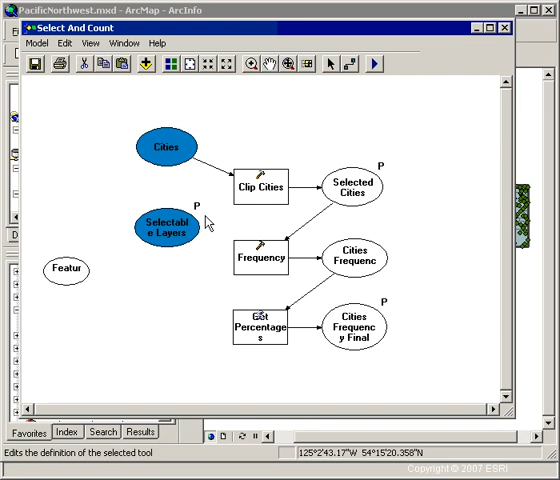 PacificNorthwest.mxd - ArcMap - ArcInfo
Select And Count
Model Edit View Window Help
Cities
P
Clip Cities
Selected
Cities
P
Selectabl
e Layers
Frequency
Cities
Frequenc
Featur
P
Get
Percentage
s
Cities
Frequenc
y Final
Favorites Index Search Results
Edits the definition of the selected tool
125°2'43.17"W 54°15'20.358"N
Copyright © 2007 ESRI